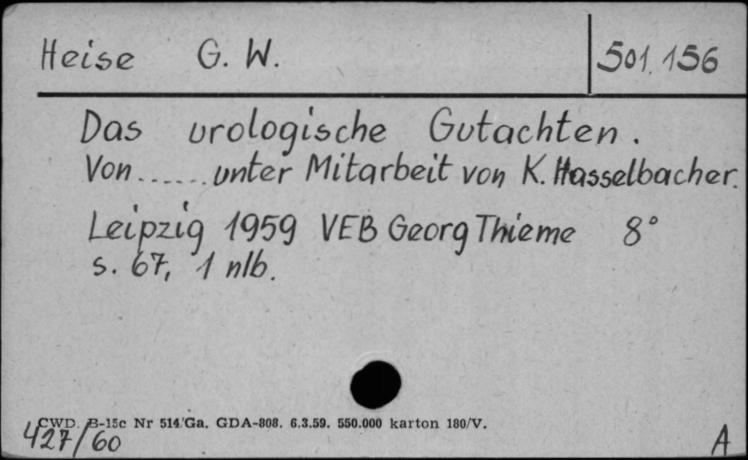 Heise G. W. 501.156
Das urologische Gutachten.
Von...... unter Mitarbeit von K. Hasselbacher.
Leipzig 1959 VEB Georg Thieme 8°
s. 67, 1 nlb.
CWD. B-15c Nr 514/Ga. GDA-808. 6.3.59. 550.000 karton 180/V.
427/60 A